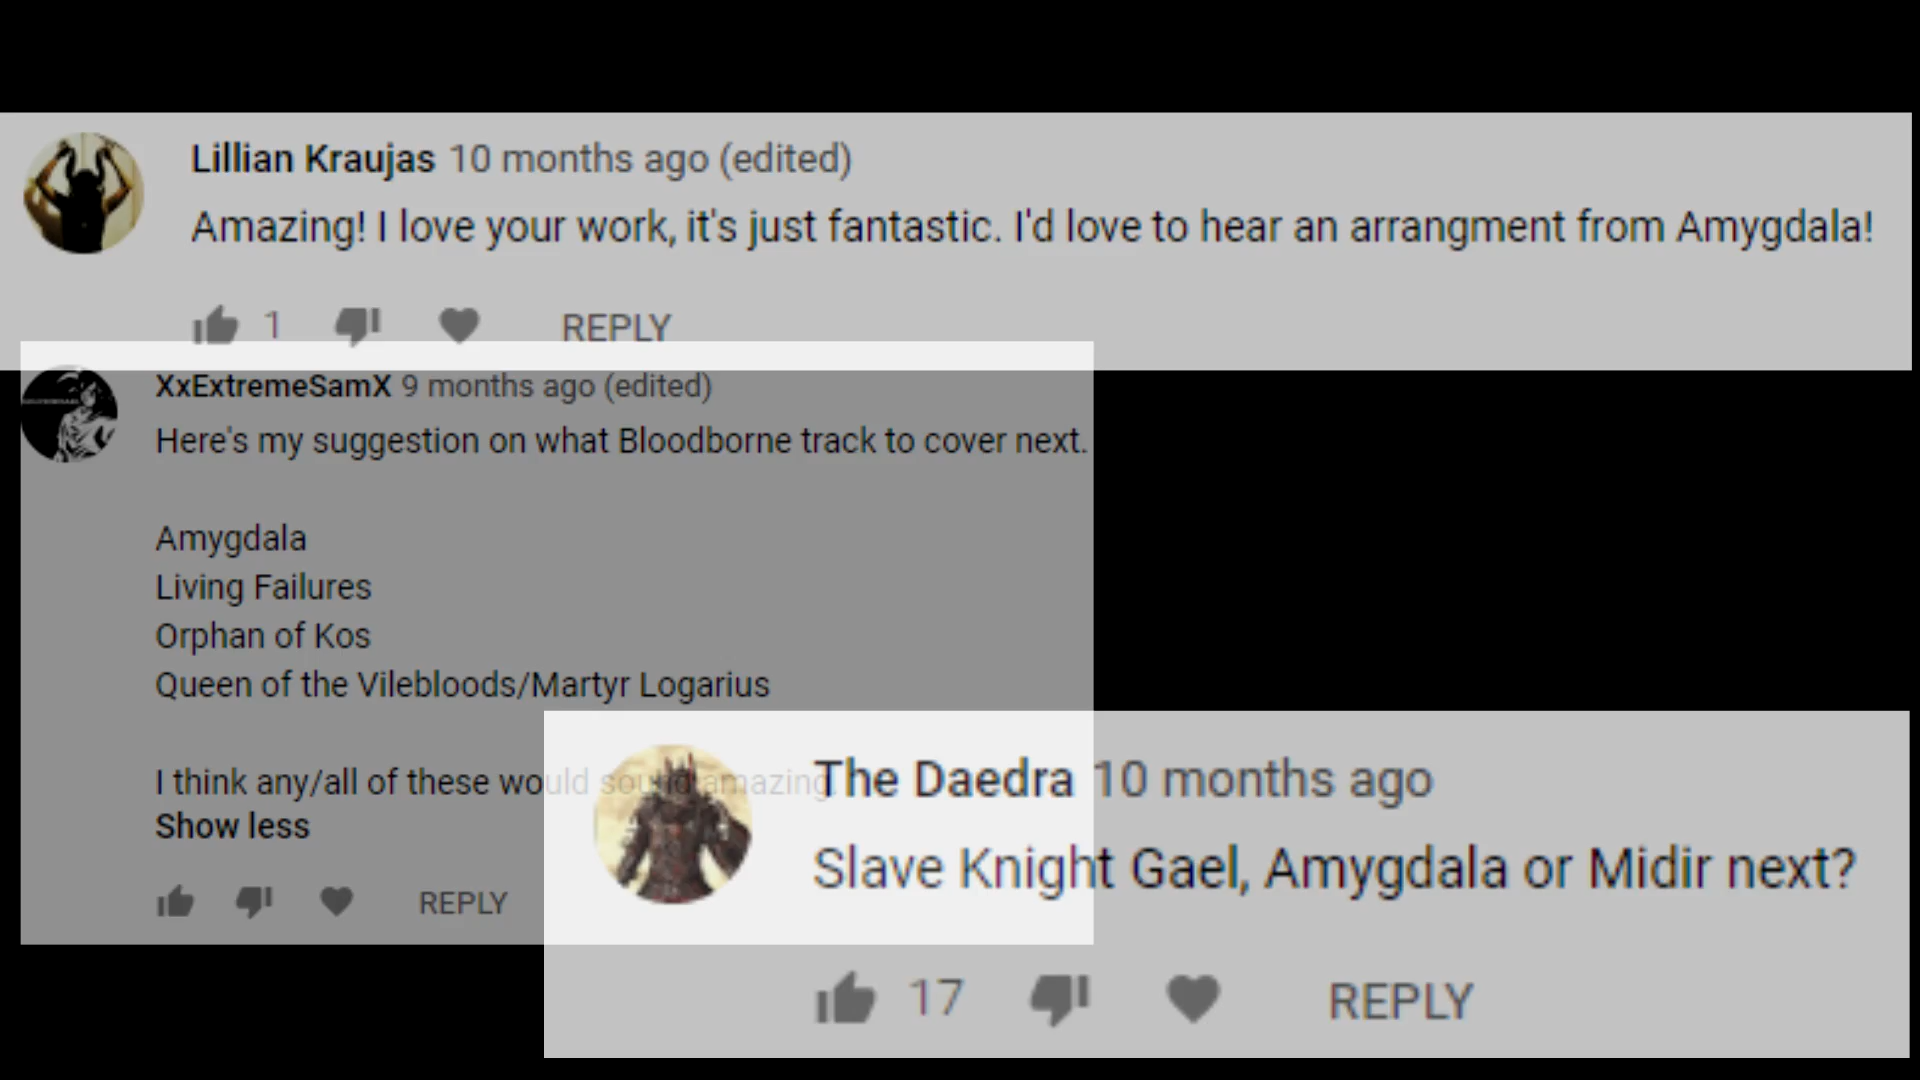 Lillian Kraujas 10 months ago (edited)
Amazing! I love your work, it's just fantastic. I'd love to hear an arrangment from Amygdala!
1 REPLY
XxExtremeSamX 9 months ago (edited)
Here's my suggestion on what Bloodborne track to cover next.
Amygdala
Living Failures
Orphan of Kos
Queen of the Vilebloods/Martyr Logarius
I think any/all of these would sound amazing
Show less
REPLY
The Daedra 10 months ago
Slave Knight Gael, Amygdala or Midir next?
17 REPLY